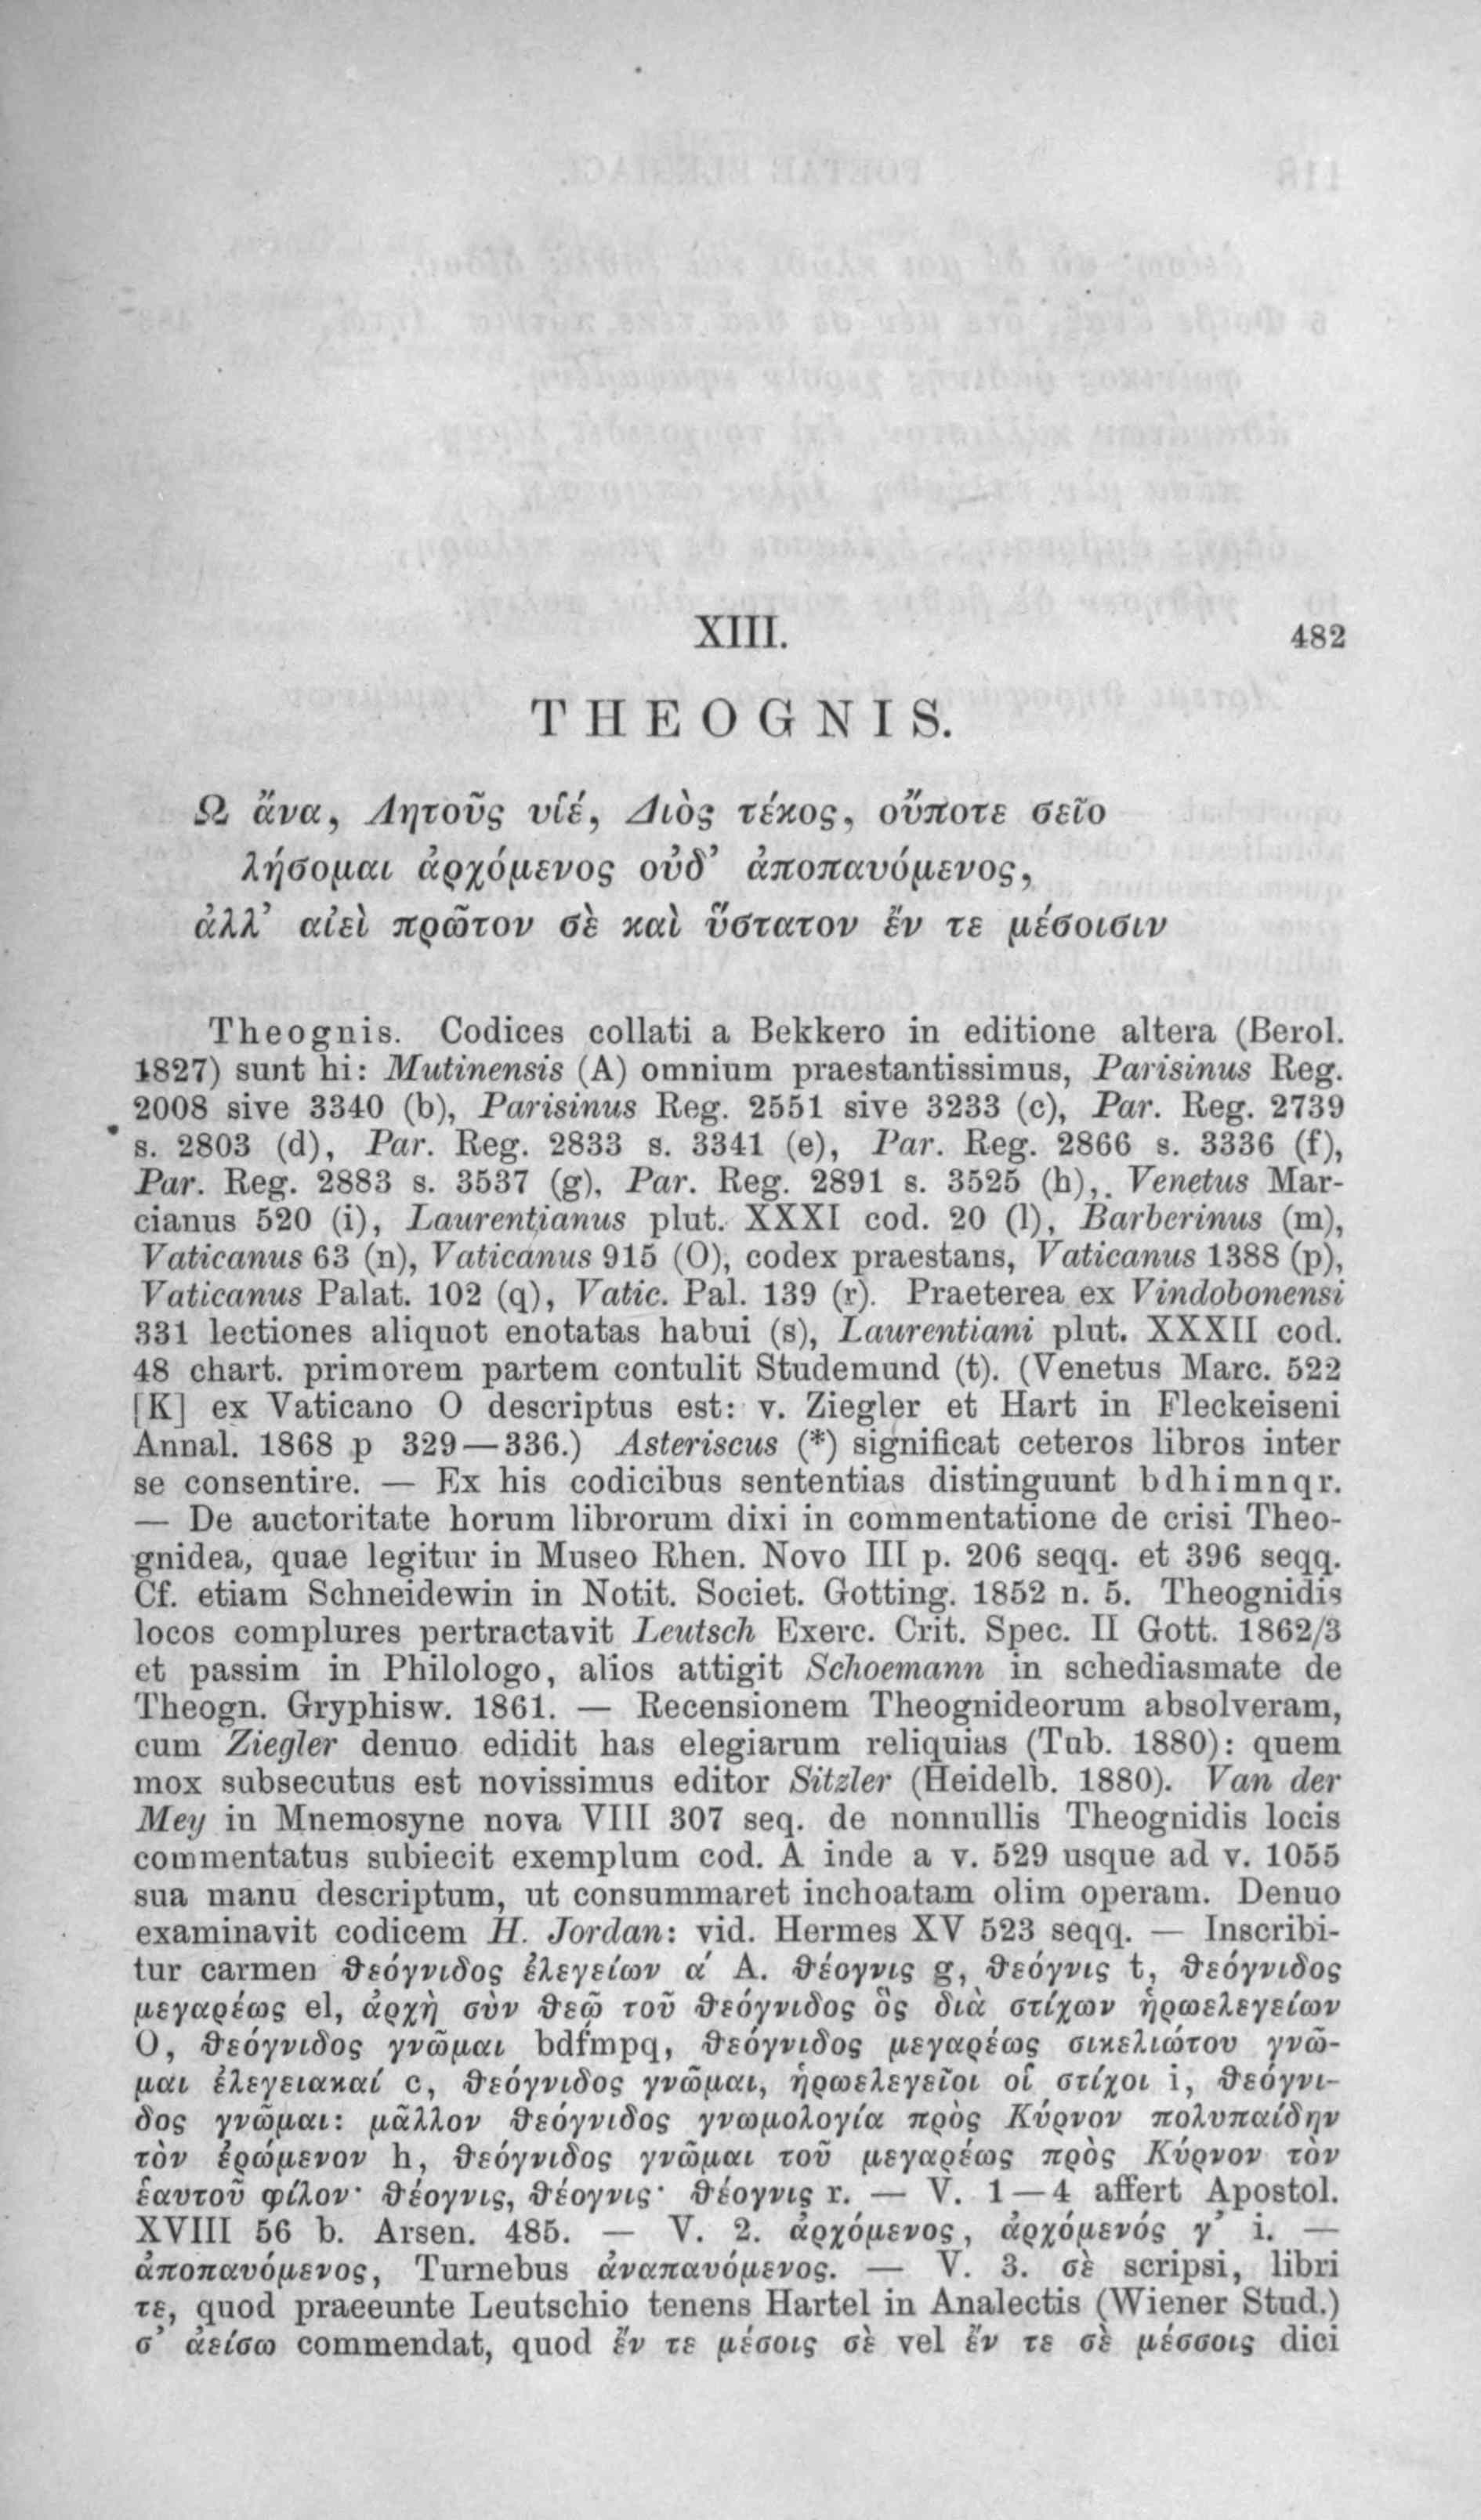 XIII. 482
THEOGNIS.
Ω ἄνα, Λητοῦς υἱέ, Διὸς τέκος, οὔποτε σεῖο
λήσομαι ἀρχόμενος οὐδ’ ἀποπαυόμενος,
ἀλλ’ αἰεὶ πρῶτον σὲ καὶ ὕστατον ἔν τε μέσοισιν
Theognis. Codices collati a Bekkero in editione altera (Berol.
1827) sunt hi: Mutinensis (A) omnium praestantissimus, Parisinus Reg.
2008 sive 3340 (b), Parisinus Reg. 2551 sive 3233 (c), Par. Reg. 2739
s. 2803 (d), Par. Reg. 2833 s. 3341 (e), Par. Reg. 2866 s. 3336 (f),
Par. Reg. 2883 s. 3537 (g), Par. Reg. 2891 s. 3525 (h), Venetus Mar-
cianus 520 (i), Laurentianus plut. XXXI cod. 20 (l), Barberinus (m),
Vaticanus 63 (n), Vaticanus 915 (O), codex praestans, Vaticanus 1388 (p),
Vaticanus Palat. 102 (q), Vatic. Pal. 139 (r). Praeterea ex Vindobonensi
331 lectiones aliquot enotatas habui (s), Laurentiani plut. XXXII cod.
48 chart. primorem partem contulit Studemund (t). (Venetus Marc. 522
[K] ex Vaticano O descriptus est: v. Ziegler et Hart in Fleckeiseni
Annal. 1868 p 329—336.) Asteriscus (*) significat ceteros libros inter
se consentire. — Ex his codicibus sententias distinguunt bdhimnqr.
— De auctoritate horum librorum dixi in commentatione de crisi Theo-
gnidea, quae legitur in Museo Rhen. Novo III p. 206 seqq. et 396 seqq.
Cf. etiam Schneidewin in Notit. Societ. Gotting. 1852 n. 5. Theognidis
locos complures pertractavit Leutsch Exerc. Crit. Spec. II Gott. 1862/3
et passim in Philologo, alios attigit Schoemann in schediasmate de
Theogn. Gryphisw. 1861. — Recensionem Theognideorum absolveram,
cum Ziegler denuo edidit has elegiarum reliquias (Tub. 1880): quem
mox subsecutus est novissimus editor Sitzler (Heidelb. 1880). Van der
Mey in Mnemosyne nova VIII 307 seq. de nonnullis Theognidis locis
commentatus subiecit exemplum cod. A inde a v. 529 usque ad v. 1055
sua manu descriptum, ut consummaret inchoatam olim operam. Denuo
examinavit codicem H. Jordan: vid. Hermes XV 523 seqq. — Inscribi-
tur carmen θεόγνιδος ἐλεγείων α´ A. θέογνις g, θεόγνις t, θεόγνιδος
μεγαρέως el, ἀρχὴ σὺν θεῷ τοῦ θεόγνιδος ὃς διὰ στίχων ἡρωελεγείων
O, θεόγνιδος γνῶμαι bdfmpq, θεόγνιδος μεγαρέως σικελιώτου γνῶ-
μαι ἐλεγειακαί c, θεόγνιδος γνῶμαι, ἡρωελεγεῖοι οἱ στίχοι i, θεόγνι-
δος γνῶμαι: μᾶλλον θεόγνιδος γνωμολογία πρὸς Κύρνον πολυπαίδην
τὸν ἐρώμενον h, θεόγνιδος γνῶμαι τοῦ μεγαρέως πρὸς Κύρνον τὸν
ἑαυτοῦ φίλον· θέογνις, θέογνις· θέογνις r. — V. 1—4 affert Apostol.
XVIII 56 b. Arsen. 485. — V. 2. ἀρχόμενος, ἀρχόμενός γ’ i. —
ἀποπαυόμενος, Turnebus ἀναπαυόμενος. — V. 3. σὲ scripsi, libri
τε, quod praeeunte Leutschio tenens Hartel in Analectis (Wiener Stud.)
σ’ ἀείσω commendat, quod ἔν τε μέσοις σὲ vel ἔν τε σὲ μέσσοις dici